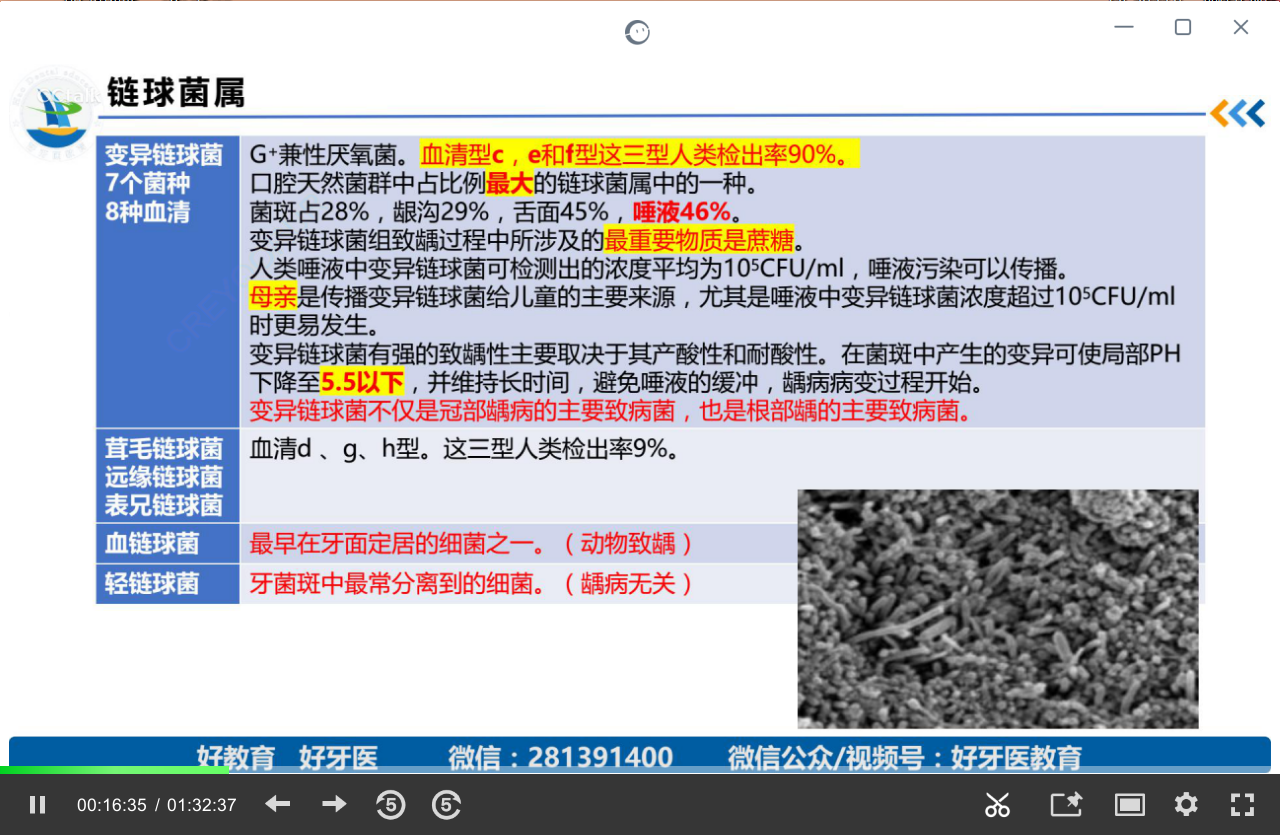 链球菌属
变异链球菌
7个菌种
8种血清
G⁺兼性厌氧菌。血清型c，e和f型这三型人类检出率90%。
口腔天然菌群中占比例最大的链球菌属中的一种。
菌斑占28%，龈沟29%，舌面45%，唾液46%。
变异链球菌组致龋过程中所涉及的最重要物质是蔗糖。
人类唾液中变异链球菌可检测出的浓度平均为10⁵CFU/ml，唾液污染可以传播。
母亲是传播变异链球菌给儿童的主要来源，尤其是唾液中变异链球菌浓度超过10⁵CFU/ml
时更易发生。
变异链球菌有强的致龋性主要取决于其产酸性和耐酸性。在菌斑中产生的变异可使局部PH
下降至5.5以下，并维持长时间，避免唾液的缓冲，龋病病变过程开始。
变异链球菌不仅是冠部龋病的主要致病菌，也是根部龋的主要致病菌。
茸毛链球菌
远缘链球菌
表兄链球菌
血清d 、g、h型。这三型人类检出率9%。
血链球菌
最早在牙面定居的细菌之一。（动物致龋）
轻链球菌
牙菌斑中最常分离到的细菌。（龋病无关）
好教育 好牙医 微信：281391400 微信公众/视频号：好牙医教育
00:16:35 / 01:32:37
5
5